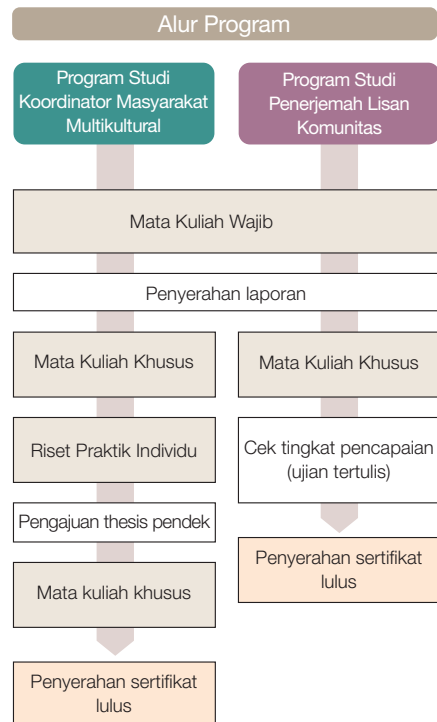 Alur Program
Program Studi
Koordinator Masyarakat
Multikultural
Program Studi
Penerjemah Lisan
Komunitas
Mata Kuliah Wajib
Penyerahan laporan
Mata Kuliah Khusus
Mata Kuliah Khusus
Riset Praktik Individu
Cek tingkat pencapaian
(ujian tertulis)
Pengajuan thesis pendek
Penyerahan sertifikat
lulus
Mata kuliah khusus
Penyerahan sertifikat
lulus